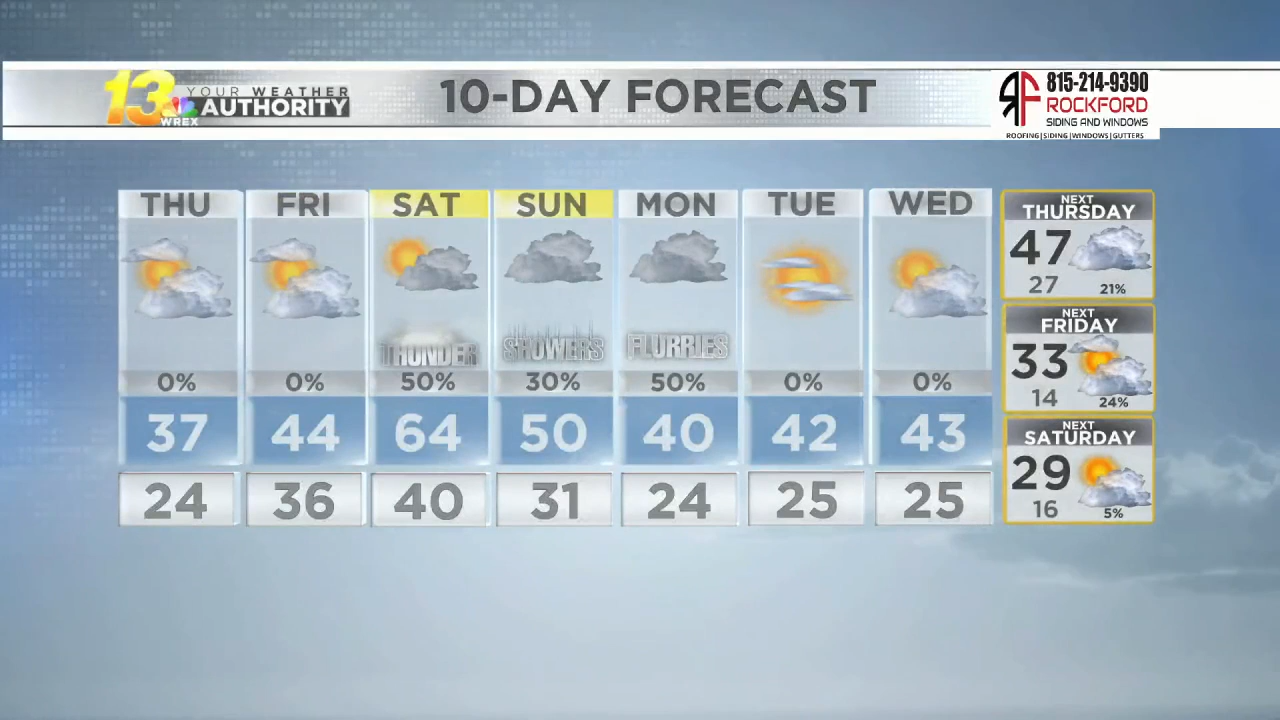 13 WREX
YOUR WEATHER
AUTHORITY
10-DAY FORECAST
815-214-9390
RF ROCKFORD
SIDING AND WINDOWS
ROOFING|SIDING|WINDOWS|GUTTERS
THU FRI SAT SUN MON TUE WED
THUNDER SHOWERS FLURRIES
0% 0% 50% 30% 50% 0% 0%
37 44 64 50 40 42 43
24 36 40 31 24 25 25
NEXT
THURSDAY
47
27 21%
NEXT
FRIDAY
33
14 24%
NEXT
SATURDAY
29
16 5%